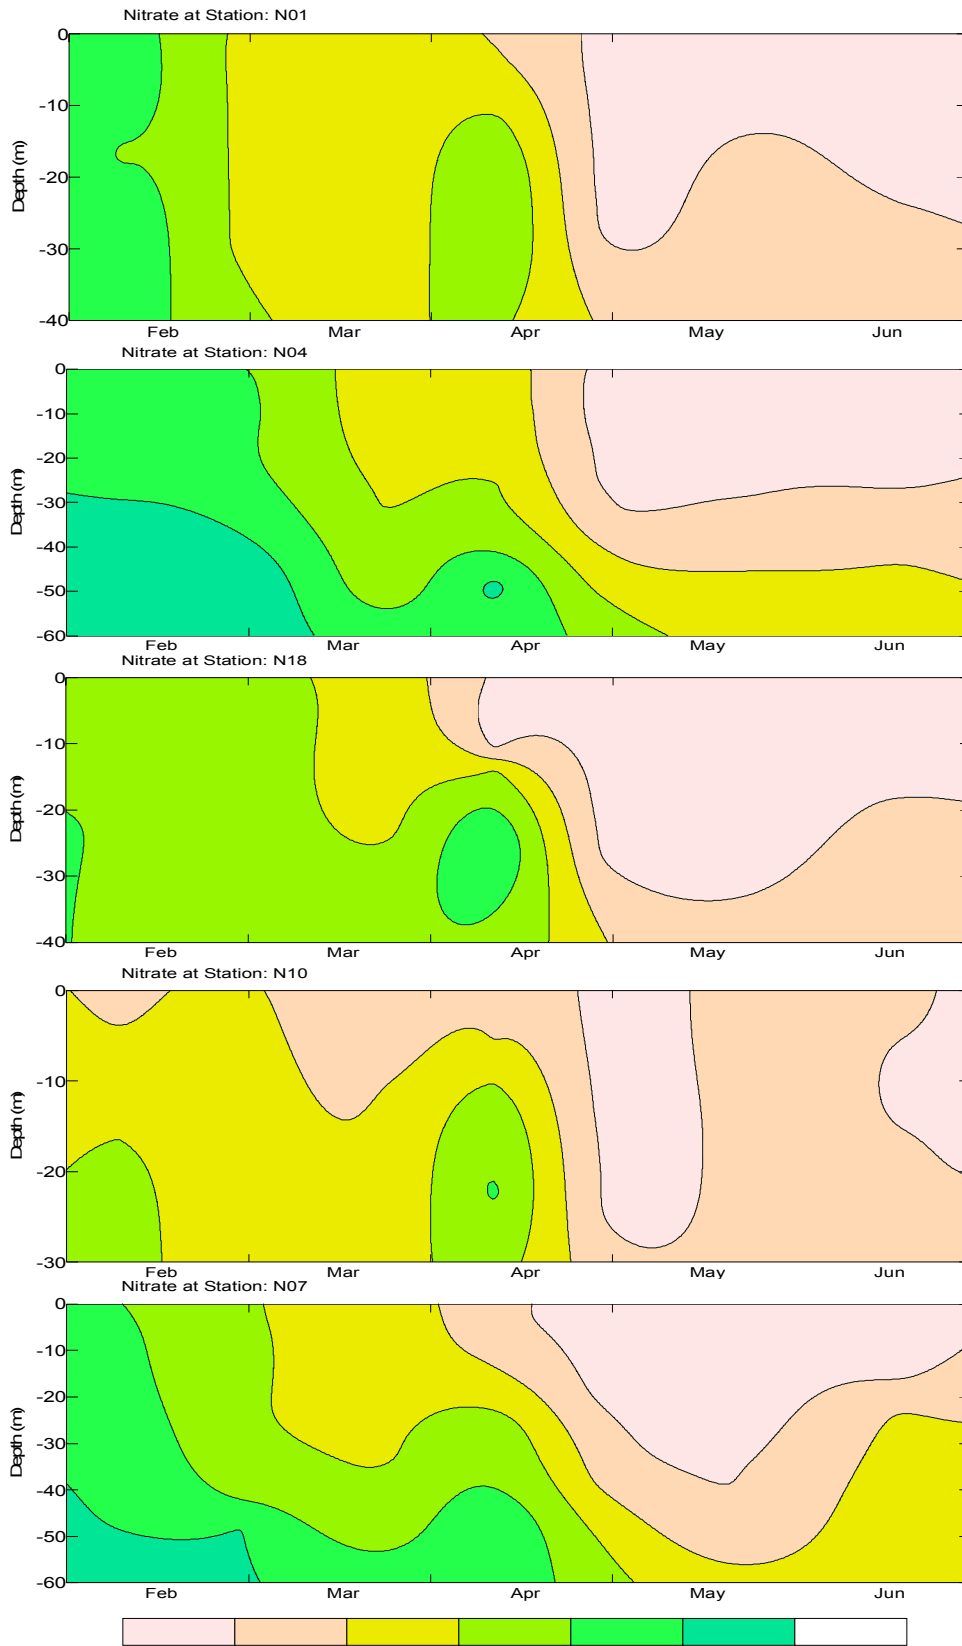 Nitrate at Station: N01
0
-10
-20
-30
-40
Depth (m)
Feb Mar Apr May Jun
Nitrate at Station: N04
0
-10
-20
-30
-40
-50
-60
Depth (m)
Feb Mar Apr May Jun
Nitrate at Station: N18
0
-10
-20
-30
-40
Depth (m)
Feb Mar Apr May Jun
Nitrate at Station: N10
0
-10
-20
-30
Depth (m)
Feb Mar Apr May Jun
Nitrate at Station: N07
0
-10
-20
-30
-40
-50
-60
Depth (m)
Feb Mar Apr May Jun